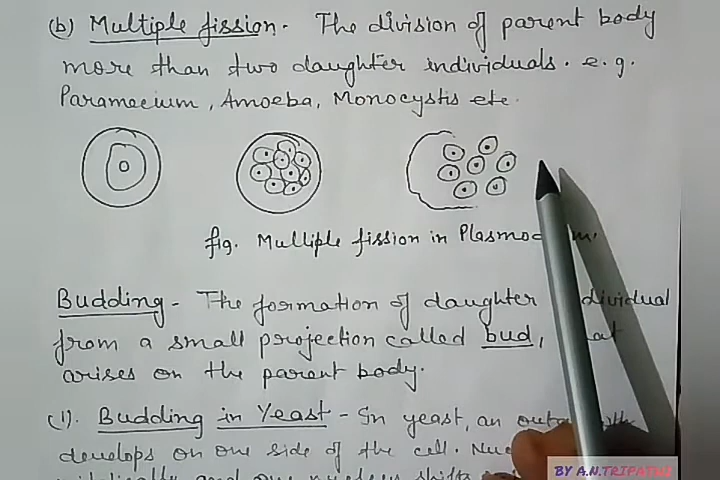 (b) Multiple fission - The division of parent body
more than two daughter individuals. e.g.
Paramecium, Amoeba, Monocystis etc.
fig. Multiple fission in Plasmod
Budding - The formation of daughter dividual
from a small projection called bud,
arises on the parent body.
(1). Budding in Yeast - In yeast, an
develops on one side of the cell.
BY A.N.TRIPATHI